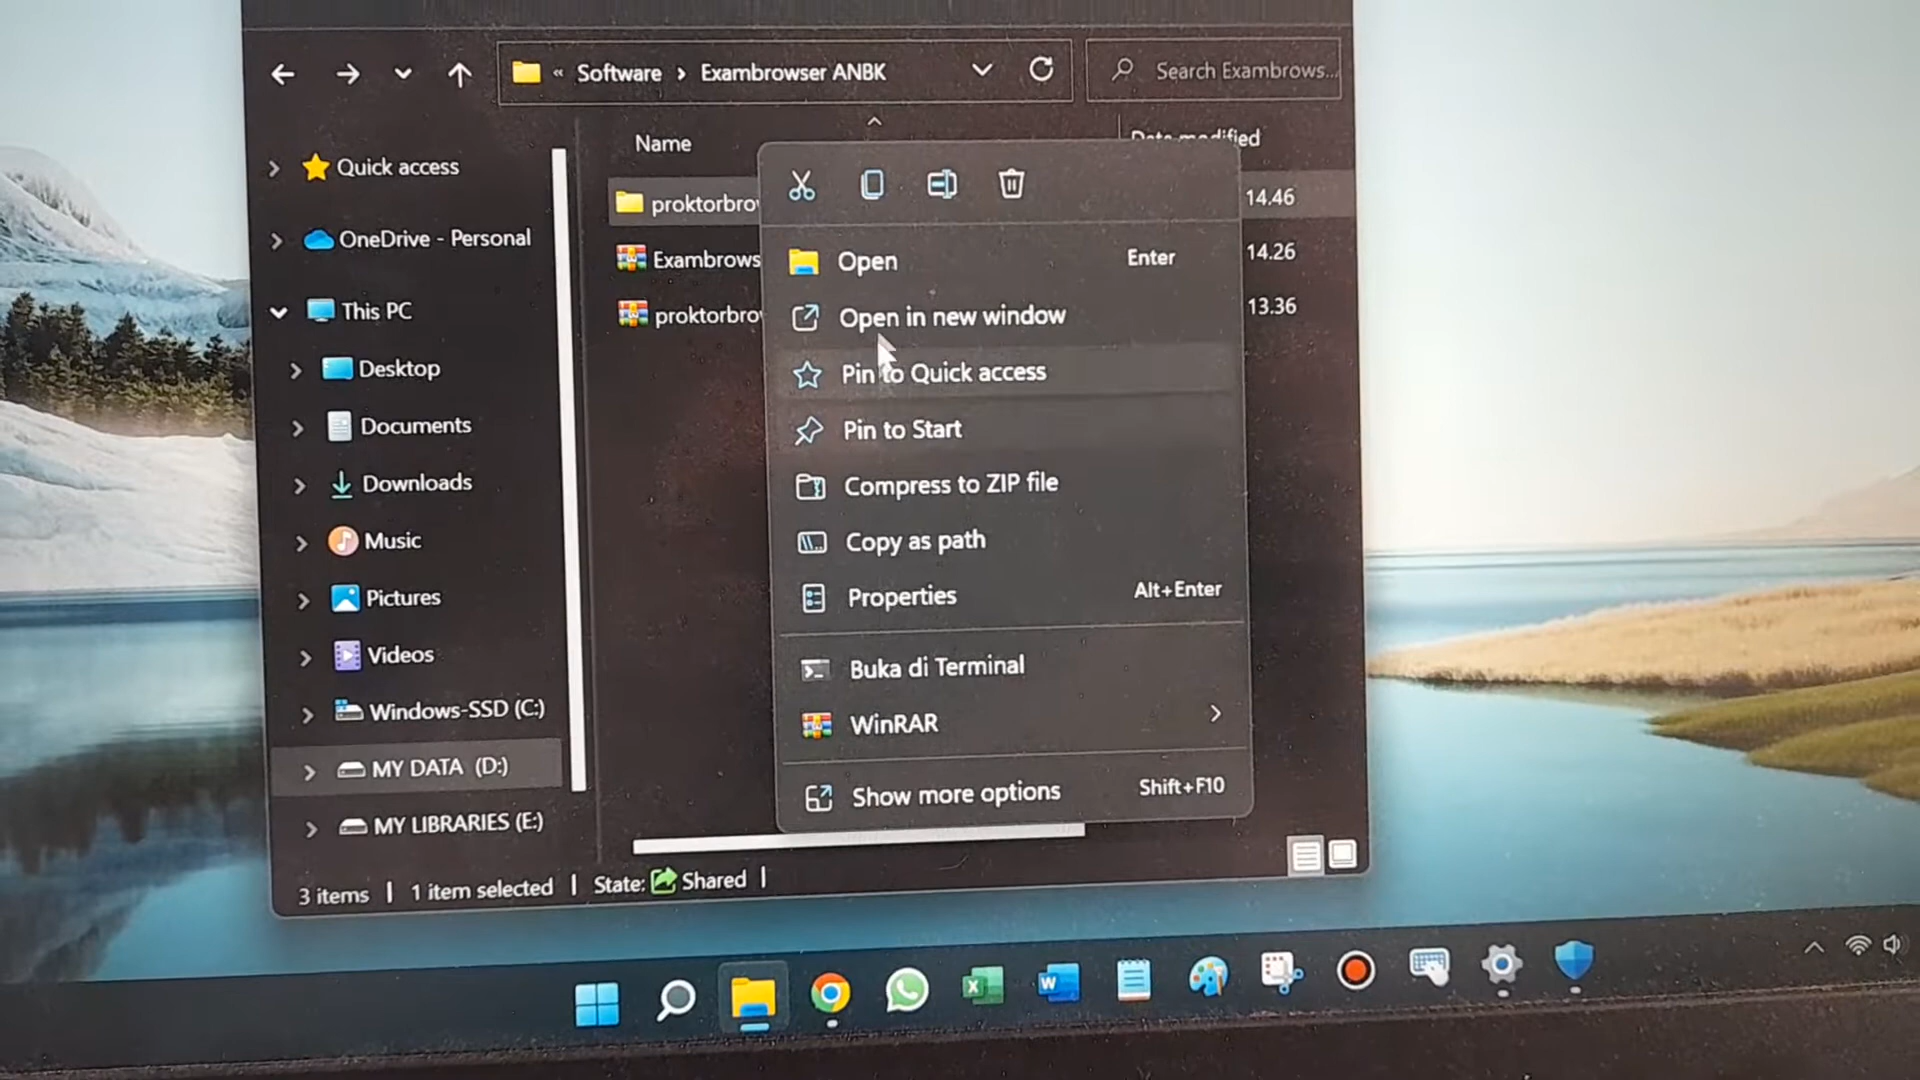 « Software › Exambrowser ANBK
Search Exambrows...
Name
Date modified
Quick access
OneDrive - Personal
This PC
Desktop
Documents
Downloads
Music
Pictures
Videos
Windows-SSD (C:)
MY DATA (D:)
MY LIBRARIES (E:)
proktorbro
14.46
Exambrows
14.26
proktorbro
13.36
Open Enter
Open in new window
Pin to Quick access
Pin to Start
Compress to ZIP file
Copy as path
Properties Alt+Enter
Buka di Terminal
WinRAR
Show more options Shift+F10
3 items | 1 item selected | State: Shared |